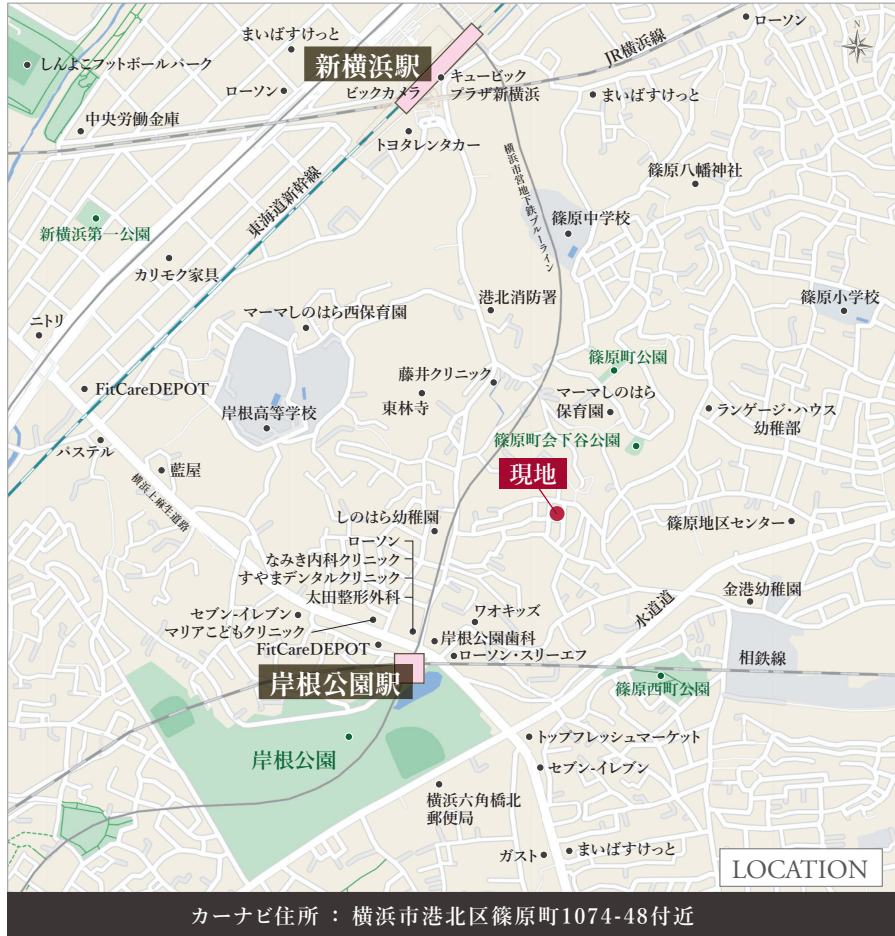 ローソン
まいばすけっと
N
新横浜駅
JR横浜線
しんよこフットボールパーク
キュービック
プラザ新横浜
ローソン
ビックカメラ
まいばすけっと
中央労働金庫
トヨタレンタカー
横浜市営地下鉄ブルーライン
篠原八幡神社
東海道新幹線
新横浜第一公園
篠原中学校
カリモク家具
港北消防署
篠原小学校
マーマしのはら西保育園
ニトリ
篠原町公園
藤井クリニック
FitCareDEPOT
マーマしのはら
保育園
岸根高等学校
東林寺
ランゲージ・ハウス
幼稚部
篠原町会下谷公園
パステル
藍屋
現地
横浜上麻生道路
しのはら幼稚園
篠原地区センター
ローソン
なみき内科クリニック
すやまデンタルクリニック
太田整形外科
金港幼稚園
セブン-イレブン
ワオキッズ
水道道
マリアこどもクリニック
岸根公園歯科
FitCareDEPOT
ローソン・スリーエフ
相鉄線
岸根公園駅
篠原西町公園
岸根公園
トップフレッシュマーケット
セブン-イレブン
横浜六角橋北
郵便局
ガスト
まいばすけっと
LOCATION
カーナビ住所 : 横浜市港北区篠原町1074-48付近